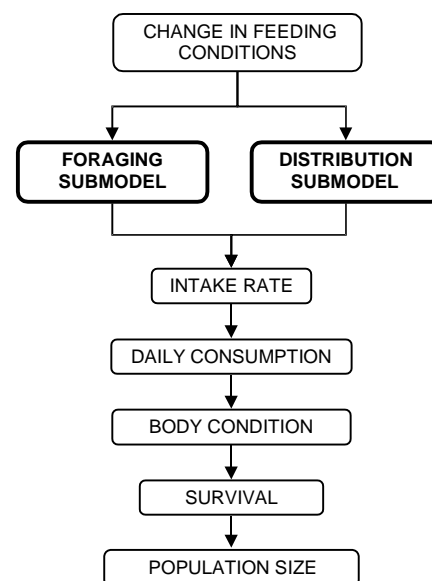 CHANGE IN FEEDING
CONDITIONS
FORAGING
SUBMODEL
DISTRIBUTION
SUBMODEL
INTAKE RATE
DAILY CONSUMPTION
BODY CONDITION
SURVIVAL
POPULATION SIZE